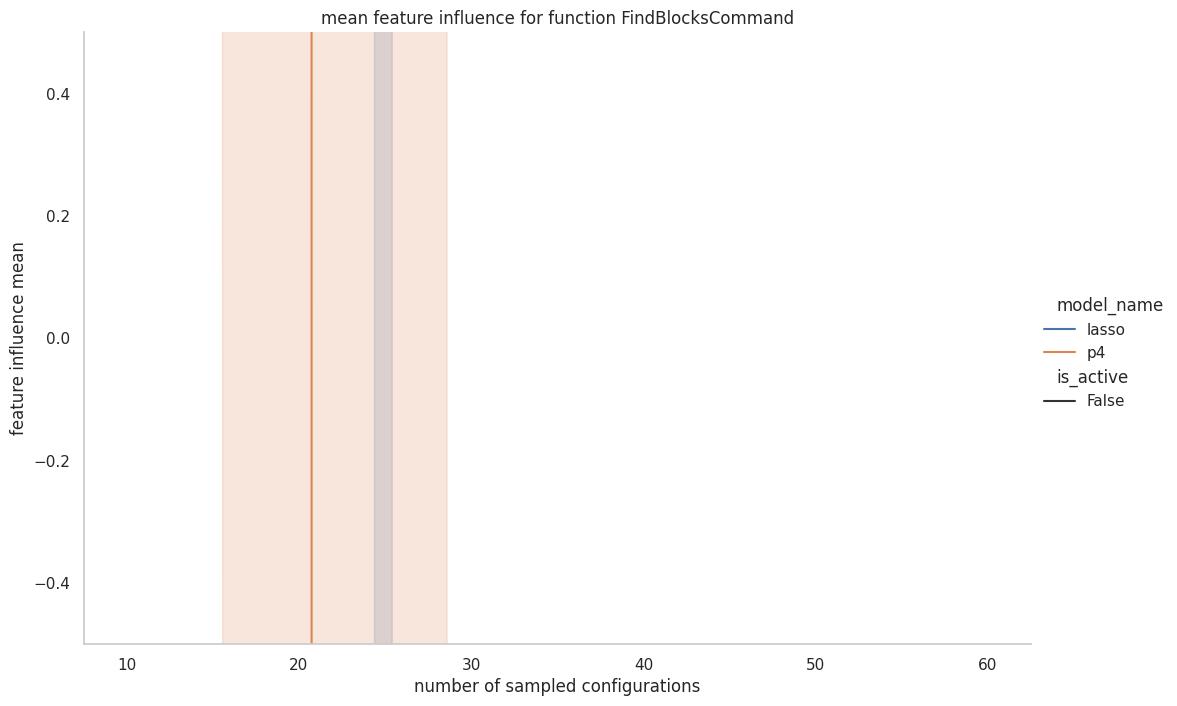 mean feature influence for function FindBlocksCommand
0.4
0.2
0.0
−0.2
−0.4
feature influence mean
10 20 30 40 50 60
number of sampled configurations
model_name
lasso
p4
is_active
False